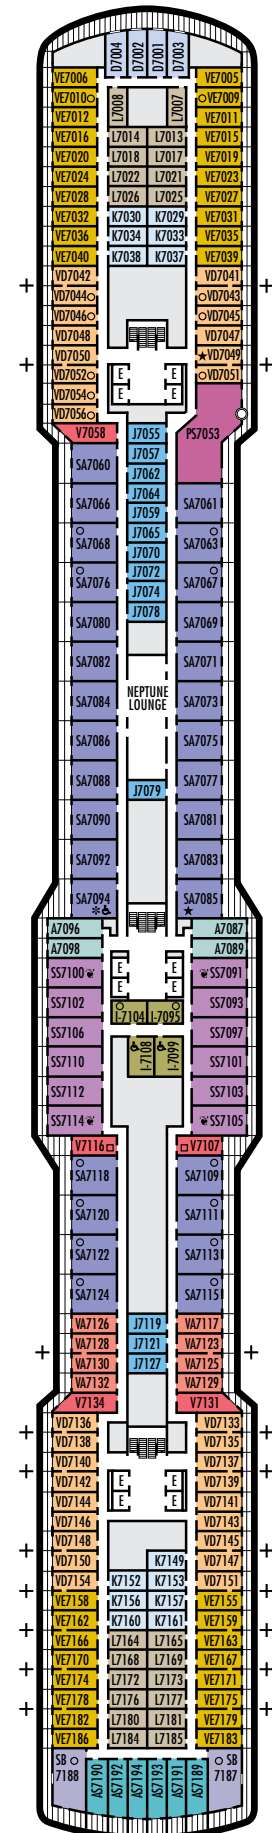 D7004 D7002 D7001 D7003
VE7006 VE7005
VE7010 L7008 L7007 VE7009
VE7012 VE7011
VE7016 L7014 L7013 VE7015
VE7020 L7018 L7017 VE7019
VE7024 L7022 L7021 VE7023
VE7028 L7026 L7025 VE7027
VE7032 K7030 K7029 VE7031
VE7036 K7034 K7033 VE7035
VE7040 K7038 K7037 VE7039
VD7042 VD7041
VD7044 VD7043
VD7046 VD7045
VD7048 VD7047
VD7050 VD7049
VD7052 E E VD7051
VD7054 E E
VD7056
V7058 J7055 PS7053
J7057
SA7060 J7062
J7064
SA7066 J7059 SA7061
J7065
SA7068 J7070 SA7063
J7072
SA7076 J7074 SA7067
J7078
SA7080 SA7069
SA7082 SA7071
SA7084 NEPTUNE SA7073
LOUNGE
SA7086 SA7075
SA7088 J7079 SA7077
SA7090 SA7081
SA7092 SA7083
SA7094 SA7085
A7096 A7087
A7098 A7089
SS7100 E E SS7091
E E
SS7102 I-7104 I-7095 SS7093
SS7106 I-7108 I-7099 SS7097
SS7110 SS7101
SS7112 SS7103
SS7114 SS7105
V7116 V7107
SA7118 SA7109
SA7120 SA7111
SA7122 SA7113
SA7124 SA7115
VA7126 J7119 VA7117
VA7128 J7121 VA7123
VA7130 J7127 VA7125
VA7132 VA7129
V7134 V7131
VD7136 VD7133
VD7138 VD7135
VD7140 VD7137
VD7142 E E VD7139
VD7144 E E VD7141
VD7146 VD7143
VD7148 VD7145
VD7150 K7149 VD7147
VD7154 K7152 K7153 VD7151
VE7158 K7156 K7157 VE7155
VE7162 K7160 K7161 VE7159
VE7166 L7164 L7165 VE7163
VE7170 L7168 L7169 VE7167
VE7174 L7172 L7173 VE7171
VE7178 L7176 L7177 VE7175
VE7182 L7180 L7181 VE7179
VE7186 L7184 L7185 VE7183
SB
7188 AS7190 AS7192 AS7194 AS7193 AS7191 AS7189 SB
7187